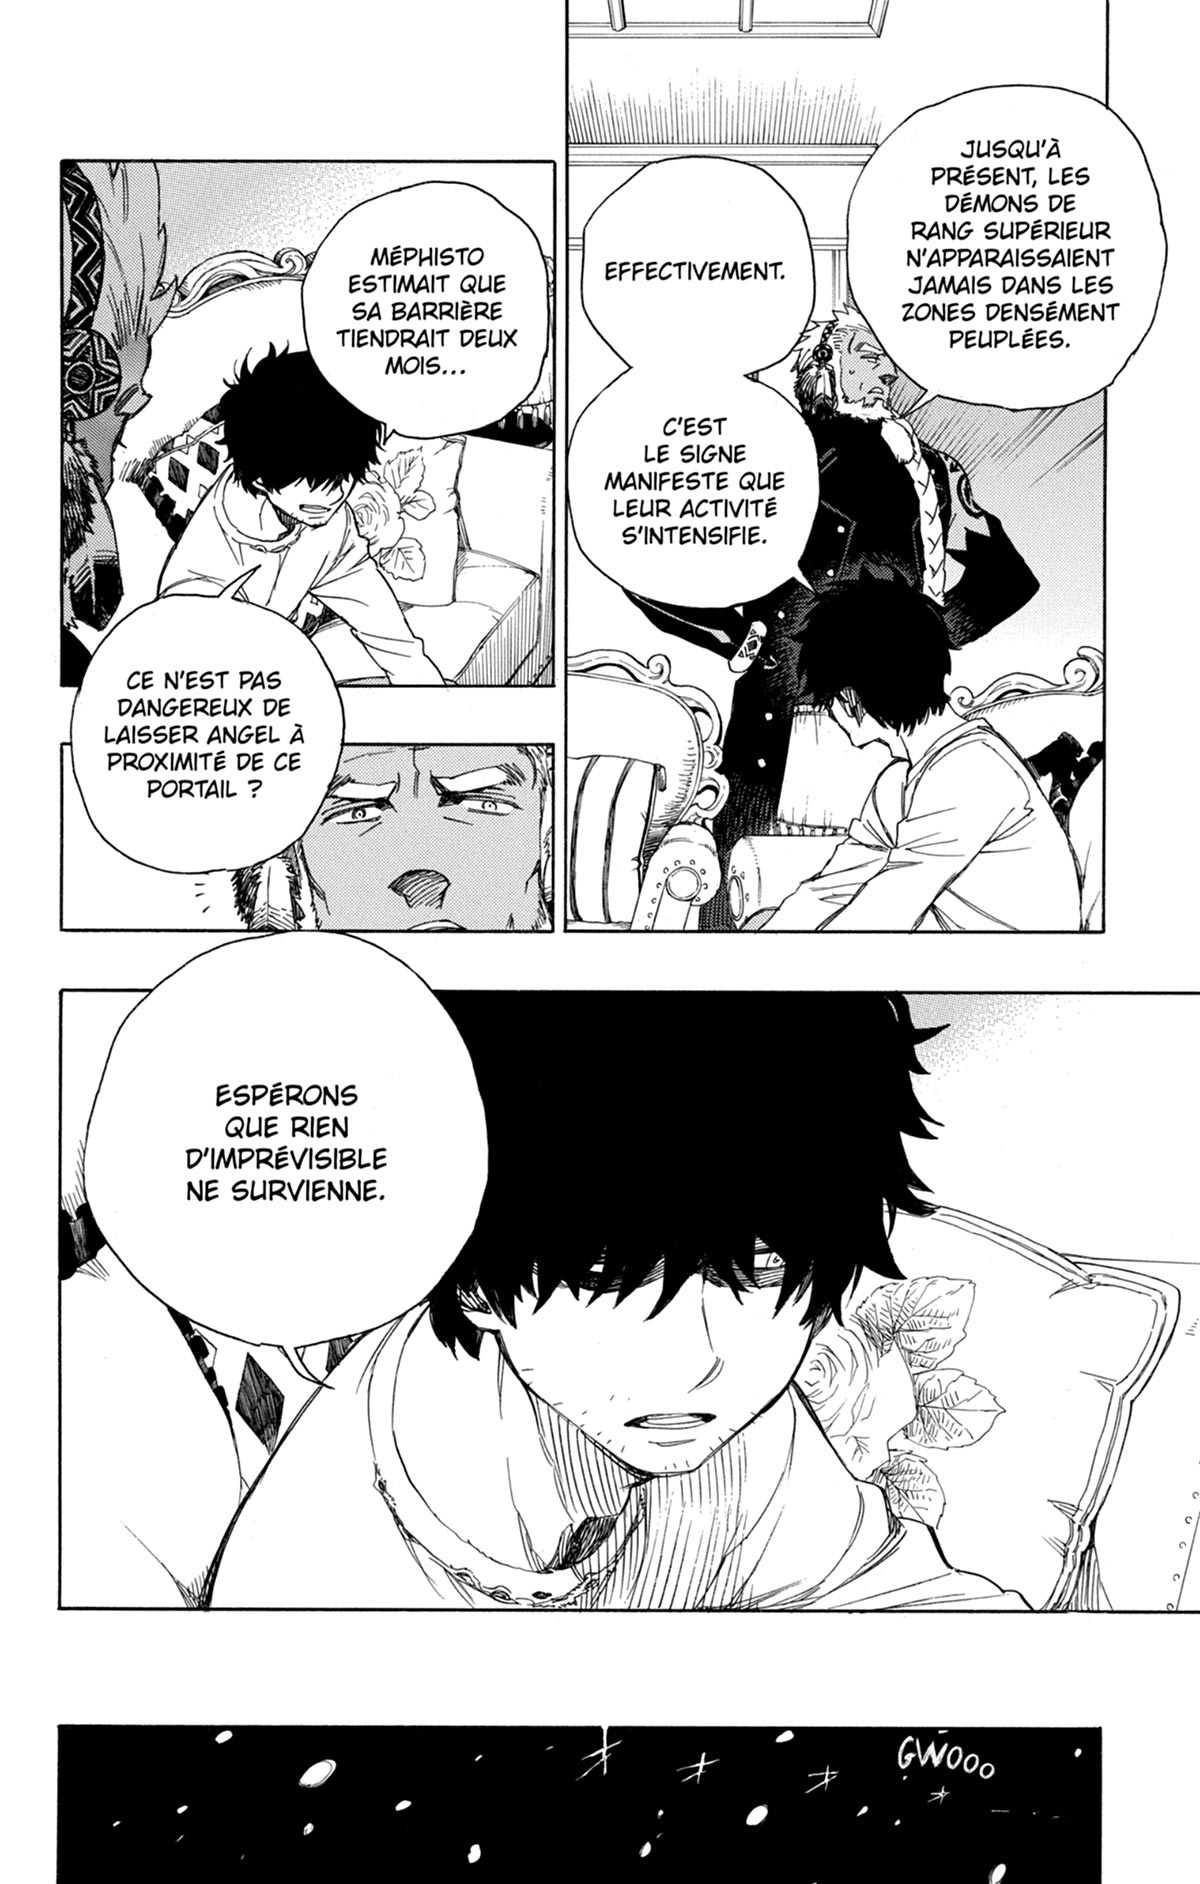 JUSQU'À
PRÉSENT, LES
DÉMONS DE
RANG SUPÉRIEUR
N'APPARAISSAIENT
JAMAIS DANS LES
ZONES DENSÉMENT
PEUPLÉES.
EFFECTIVEMENT.
C'EST
LE SIGNE
MANIFESTE QUE
LEUR ACTIVITÉ
S'INTENSIFIE.
MÉPHISTO
ESTIMAIT QUE
SA BARRIÈRE
TIENDRAIT DEUX
MOIS...
CE N'EST PAS
DANGEREUX DE
LAISSER ANGEL À
PROXIMITÉ DE CE
PORTAIL ?
ESPÉRONS
QUE RIEN
D'IMPRÉVISIBLE
NE SURVIENNE.
GWOOO